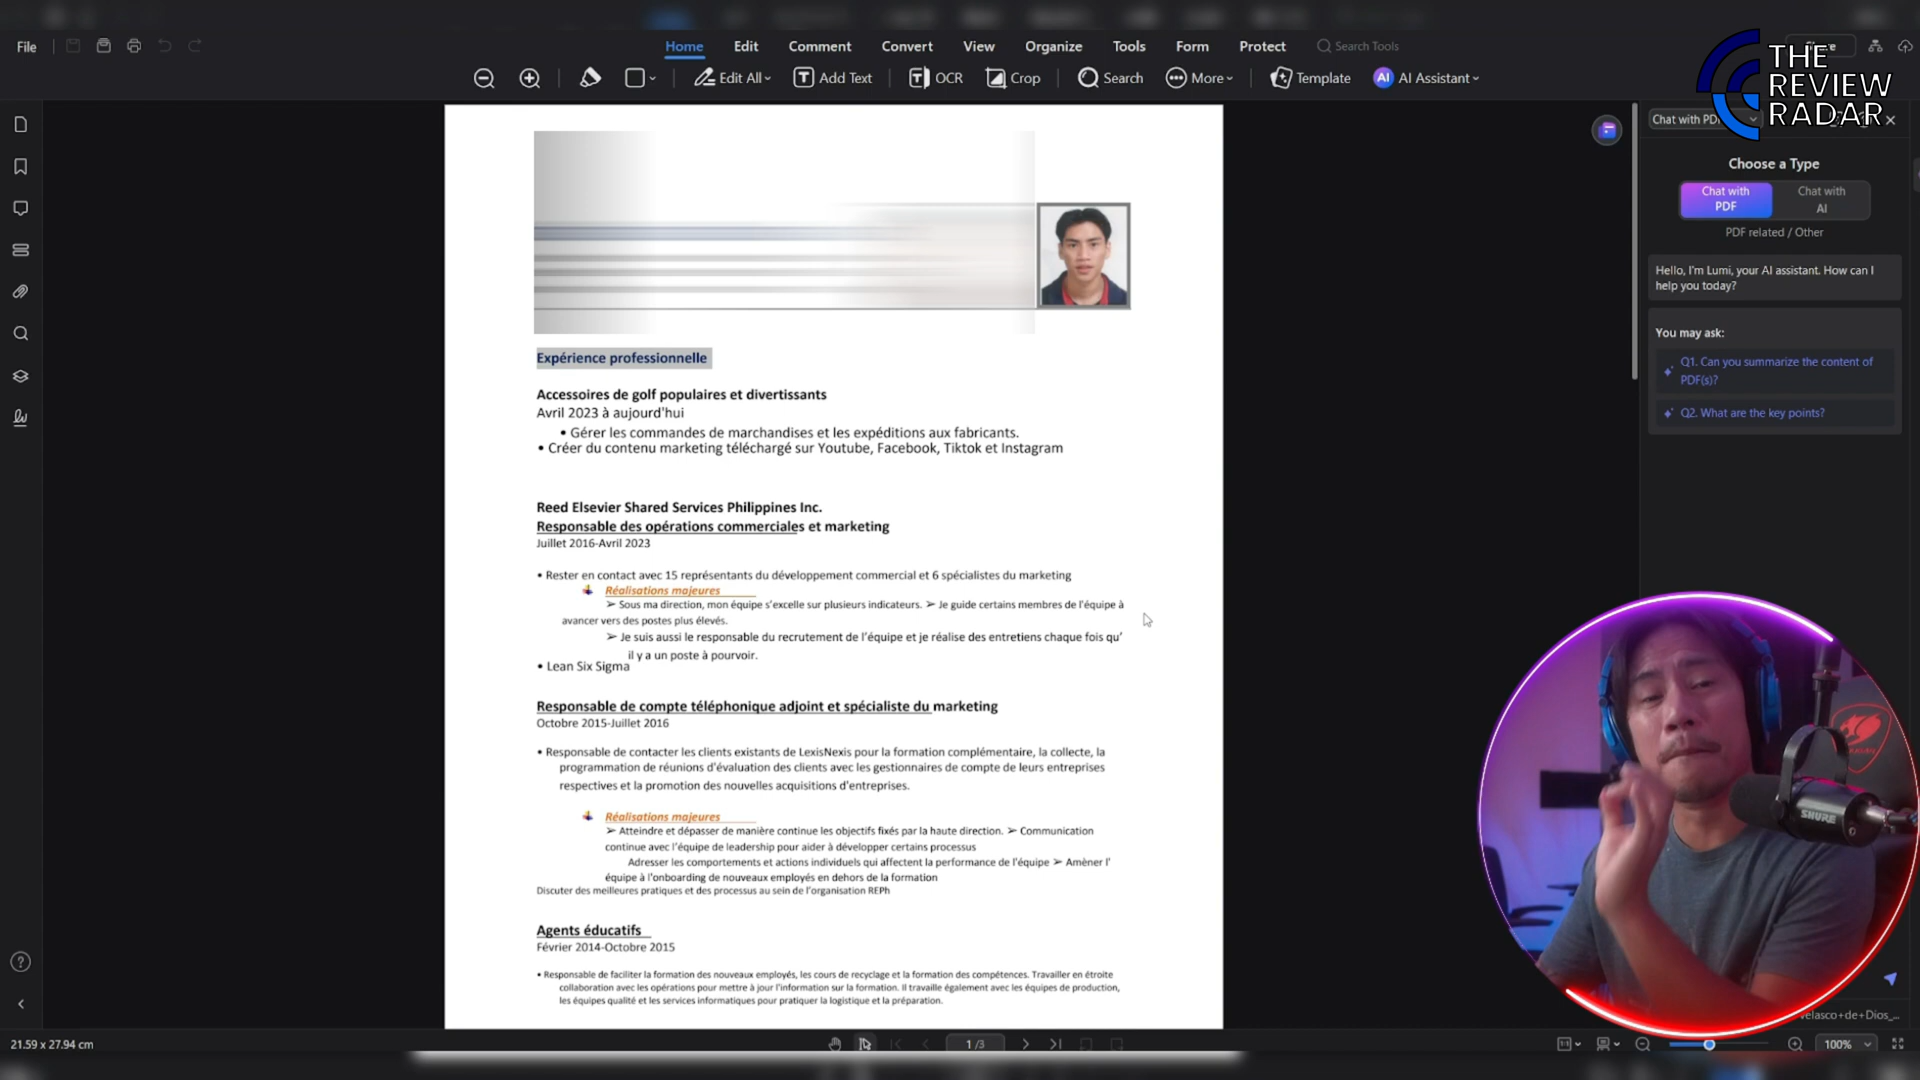 File
Home
Edit
Comment
Convert
View
Organize
Tools
Form
Protect
Search Tools
THE
REVIEW
RADAR
Edit All
Add Text
OCR
Crop
Search
More
Template
AI AI Assistant
Chat with PDF
Choose a Type
Chat with
PDF
Chat with
AI
PDF related / Other
Hello, I'm Lumi, your AI assistant. How can I
help you today?
You may ask:
Q1. Can you summarize the content of
PDF(s)?
Q2. What are the key points?
Expérience professionnelle
Accessoires de golf populaires et divertissants
Avril 2023 à aujourd'hui
• Gérer les commandes de marchandises et les expéditions aux fabricants.
• Créer du contenu marketing téléchargé sur Youtube, Facebook, Tiktok et Instagram
Reed Elsevier Shared Services Philippines Inc.
Responsable des opérations commerciales et marketing
Juillet 2016-Avril 2023
• Rester en contact avec 15 représentants du développement commercial et 6 spécialistes du marketing
Réalisations majeures
➢ Sous ma direction, mon équipe s'excelle sur plusieurs indicateurs. ➢ Je guide certains membres de l'équipe à
avancer vers des postes plus élevés.
➢ Je suis aussi le responsable du recrutement de l'équipe et je réalise des entretiens chaque fois qu'
il y a un poste à pourvoir.
• Lean Six Sigma
Responsable de compte téléphonique adjoint et spécialiste du marketing
Octobre 2015-Juillet 2016
• Responsable de contacter les clients existants de LexisNexis pour la formation complémentaire, la collecte, la
programmation de réunions d'évaluation des clients avec les gestionnaires de compte de leurs entreprises
respectives et la promotion des nouvelles acquisitions d'entreprises.
Réalisations majeures
➢ Atteindre et dépasser de manière continue les objectifs fixés par la haute direction. ➢ Communication
continue avec l'équipe de leadership pour aider à développer certains processus
Adresser les comportements et actions individuels qui affectent la performance de l'équipe ➢ Amèner l'
équipe à l'onboarding de nouveaux employés en dehors de la formation
Discuter des meilleures pratiques et des processus au sein de l'organisation REPh
Agents éducatifs
Février 2014-Octobre 2015
• Responsable de faciliter la formation des nouveaux employés, les cours de recyclage et la formation des compétences. Travailler en étroite
collaboration avec les opérations pour mettre à jour l'information sur la formation. Il travaille également avec les équipes de production,
les équipes qualité et les services informatiques pour pratiquer la logistique et la préparation.
SHURE
COUGAR
Velasco+de+Dios_...
21.59 x 27.94 cm
1 /3
100%